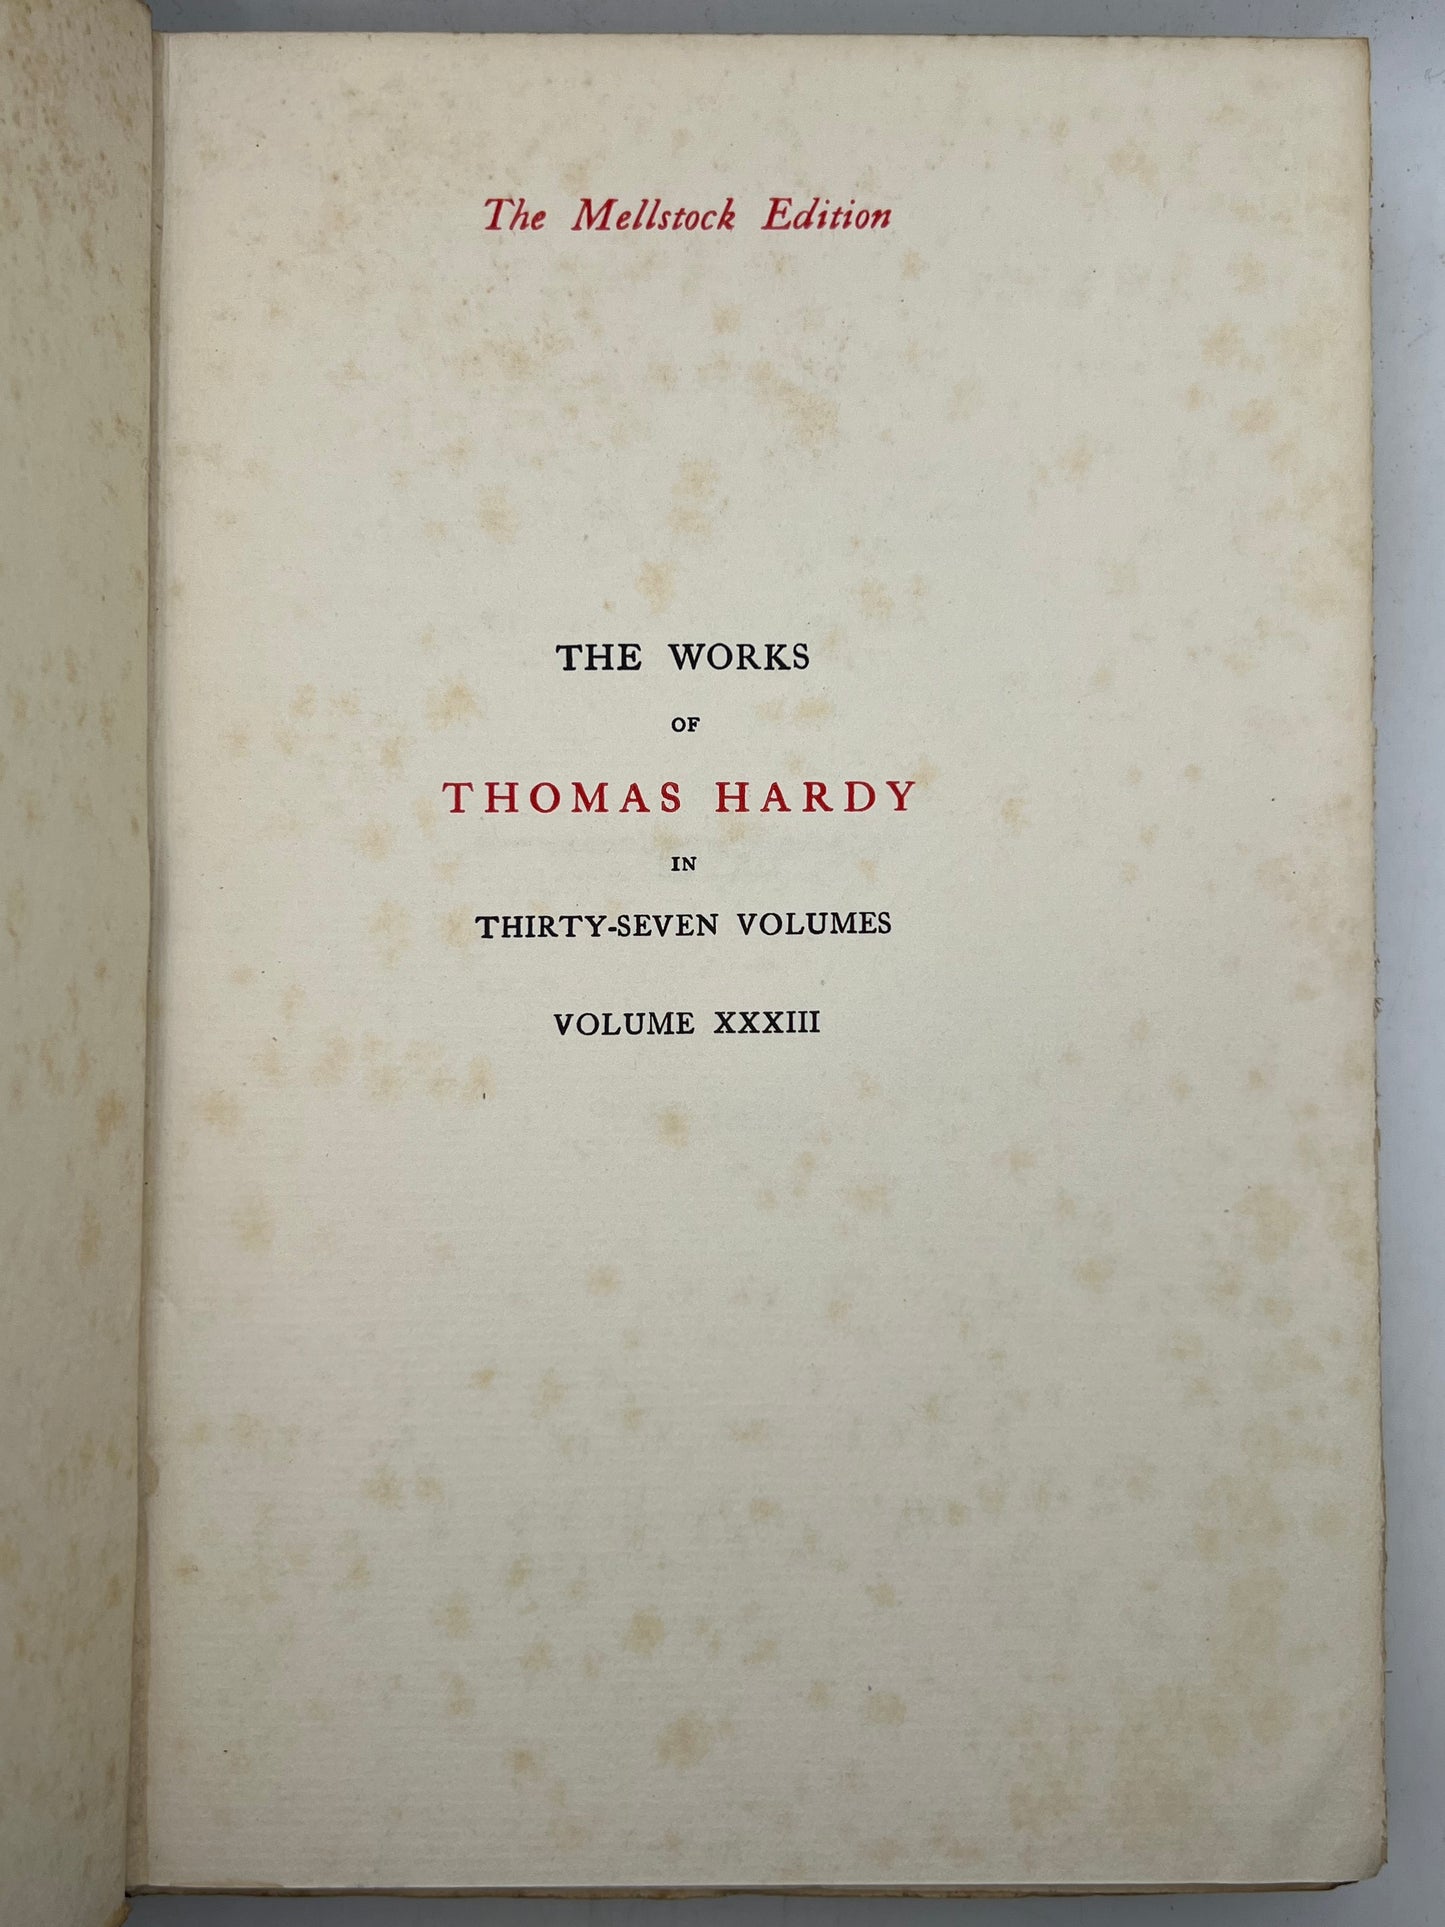 The Mellstock Edition
THE WORKS
OF
THOMAS HARDY
IN
THIRTY-SEVEN VOLUMES
VOLUME XXXIII